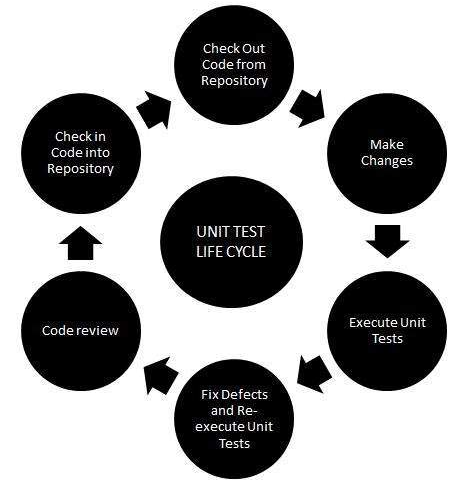 Check Out
Code from
Repository
Make
Changes
Execute Unit
Tests
Fix Defects
and Re-
execute Unit
Tests
Code review
Check in
Code into
Repository
UNIT TEST
LIFE CYCLE